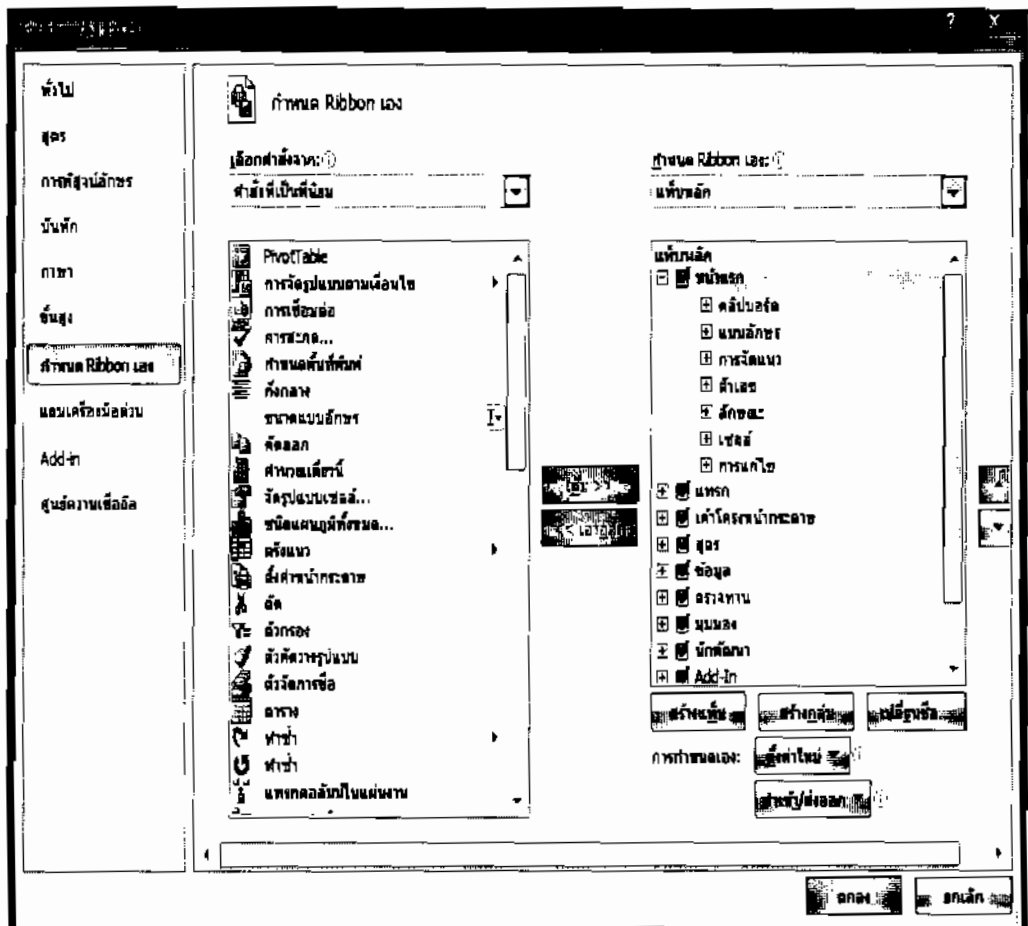 ? X
ทั่วไป
สูตร
การพิสูจน์อักษร
บันทึก
ภาษา
ขั้นสูง
กำหนด Ribbon เอง
แถบเครื่องมือด่วน
Add-in
ศูนย์ความเชื่อถือ
กำหนด Ribbon เอง
เลือกคำสั่งจาก:
คำสั่งที่เป็นที่นิยม
PivotTable
การจัดรูปแบบตามเงื่อนไข
การเชื่อมต่อ
การสะกด...
กำหนดพื้นที่พิมพ์
กึ่งกลาง
ขนาดแบบอักษร
คัดลอก
คำนวณเดี๋ยวนี้
จัดรูปแบบเซลล์...
ชนิดแผนภูมิทั้งหมด...
ตรึงแนว
ตั้งค่าหน้ากระดาษ
ตัด
ตัวกรอง
ตัวคัดวางรูปแบบ
ตัวจัดการชื่อ
ตาราง
ทำซ้ำ
ทำซ้ำ
แทรกคอลัมน์ในแผ่นงาน
เพิ่ม >>
<< เอาออก
กำหนด Ribbon เอง:
แท็บหลัก
แท็บหลัก
หน้าแรก
คลิปบอร์ด
แบบอักษร
การจัดแนว
ตัวเลข
ลักษณะ
เซลล์
การแก้ไข
แทรก
เค้าโครงหน้ากระดาษ
สูตร
ข้อมูล
ตรวจทาน
มุมมอง
นักพัฒนา
Add-In
สร้างแท็บ
สร้างกลุ่ม
เปลี่ยนชื่อ...
การกำหนดเอง:
ตั้งค่าใหม่
นำเข้า/ส่งออก
ตกลง
ยกเลิก